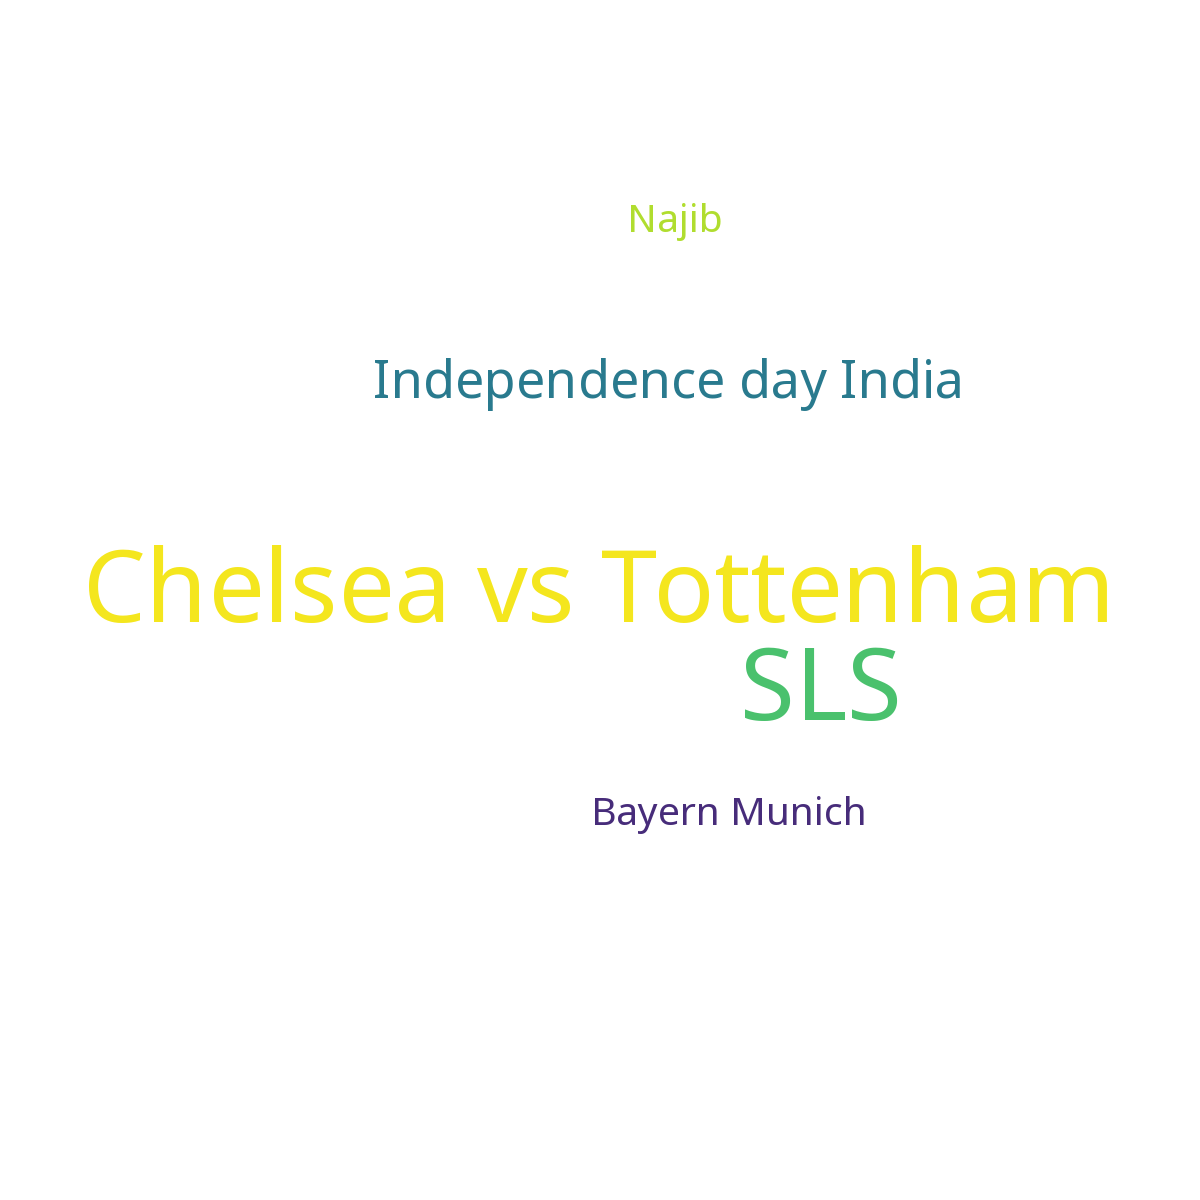 Najib
Independence day India
Chelsea vs Tottenham
SLS
Bayern Munich